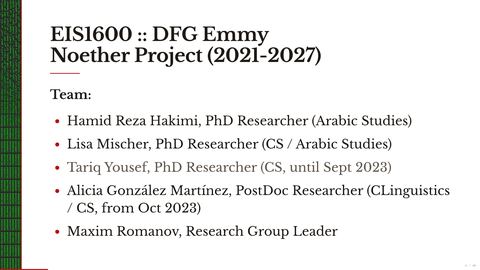 EIS1600 :: DFG Emmy
Noether Project (2021-2027)
Team:
• Hamid Reza Hakimi, PhD Researcher (Arabic Studies)
• Lisa Mischer, PhD Researcher (CS / Arabic Studies)
• Tariq Yousef, PhD Researcher (CS, until Sept 2023)
• Alicia González Martínez, PostDoc Researcher (CLinguistics
/ CS, from Oct 2023)
• Maxim Romanov, Research Group Leader